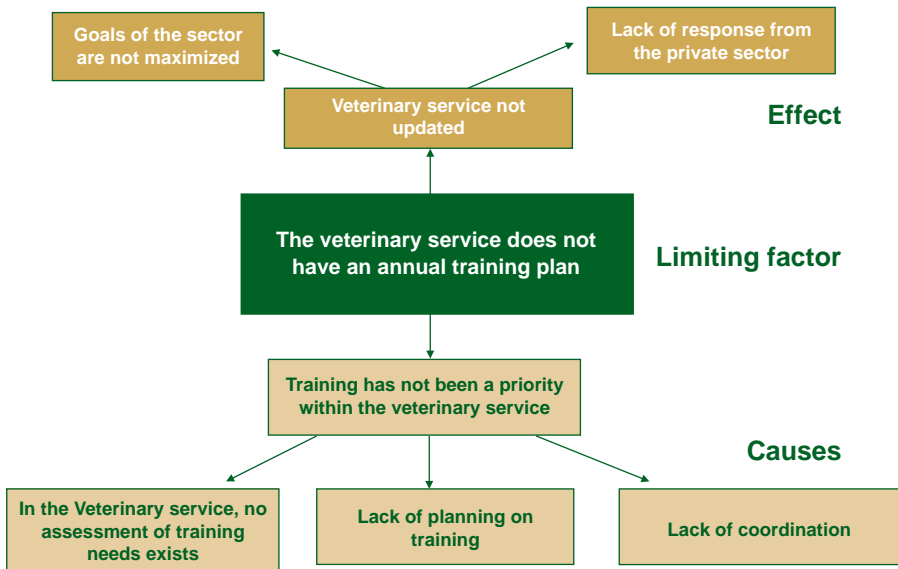 Goals of the sector
are not maximized
Lack of response from
the private sector
Veterinary service not
updated
Effect
The veterinary service does not
have an annual training plan
Limiting factor
Training has not been a priority
within the veterinary service
Causes
In the Veterinary service, no
assessment of training
needs exists
Lack of planning on
training
Lack of coordination